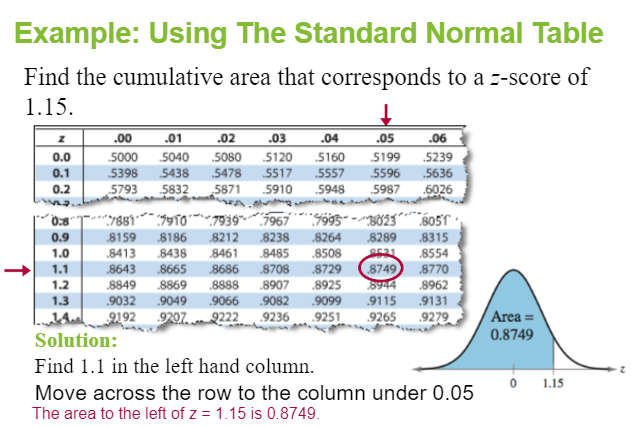 Example: Using The Standard Normal Table
Find the cumulative area that corresponds to a z-score of
1.15.
z .00 .01 .02 .03 .04 .05 .06
0.0 .5000 .5040 .5080 .5120 .5160 .5199 .5239
0.1 .5398 .5438 .5478 .5517 .5557 .5596 .5636
0.2 .5793 .5832 .5871 .5910 .5948 .5987 .6026
0.8 .7881 .7910 .7939 .7967 .7995 .8023 .8051
0.9 .8159 .8186 .8212 .8238 .8264 .8289 .8315
1.0 .8413 .8438 .8461 .8485 .8508 .8531 .8554
1.1 .8643 .8665 .8686 .8708 .8729 .8749 .8770
1.2 .8849 .8869 .8888 .8907 .8925 .8944 .8962
1.3 .9032 .9049 .9066 .9082 .9099 .9115 .9131
1.4 .9192 .9207 .9222 .9236 .9251 .9265 .9279
Area =
0.8749
z
0 1.15
Solution:
Find 1.1 in the left hand column.
Move across the row to the column under 0.05
The area to the left of z = 1.15 is 0.8749.